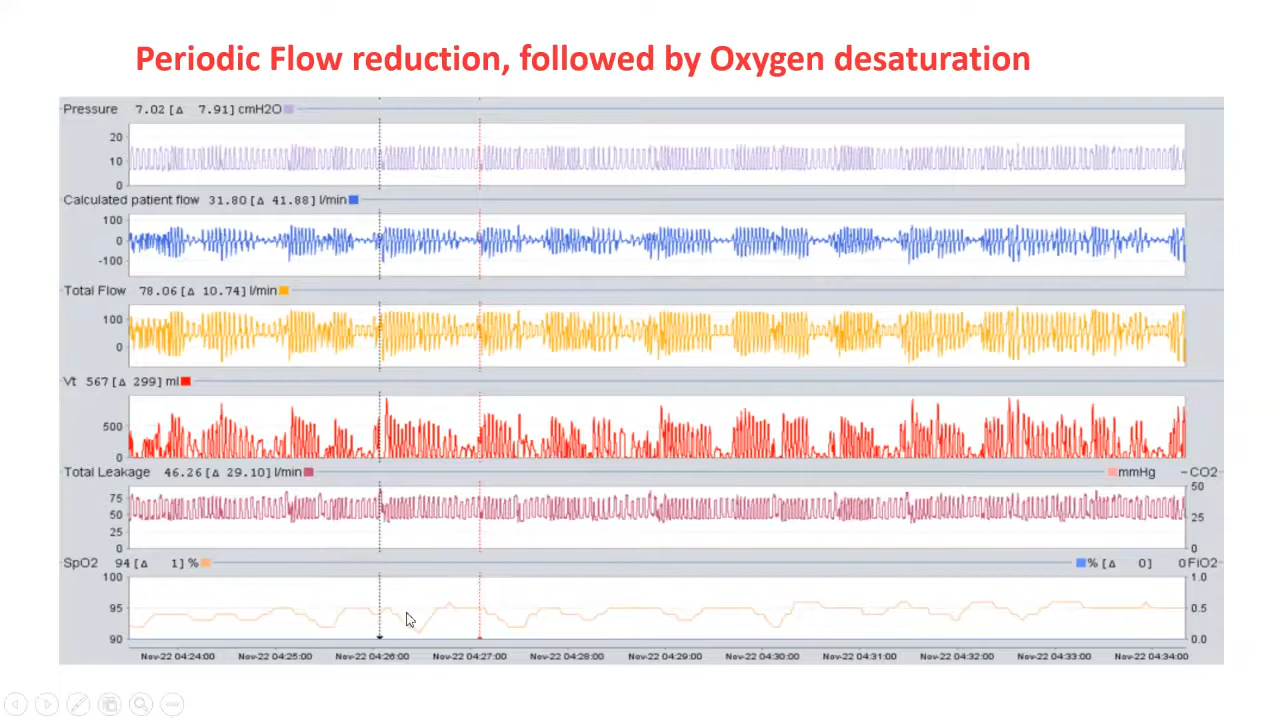 Periodic Flow reduction, followed by Oxygen desaturation
Pressure 7.02 [Δ 7.91] cmH2O
20
10
0
Calculated patient flow 31.80 [Δ 41.88] l/min
100
0
-100
Total Flow 78.06 [Δ 10.74] l/min
100
0
Vt 567 [Δ 299] ml
500
0
Total Leakage 46.26 [Δ 29.10] l/min mmHg CO2
75 50
50 25
25
0 0
SpO2 94 [Δ 1] % % [Δ 0] 0 FiO2
100 1.0
95 0.5
90 0.0
Nov-22 04:24:00 Nov-22 04:25:00 Nov-22 04:26:00 Nov-22 04:27:00 Nov-22 04:28:00 Nov-22 04:29:00 Nov-22 04:30:00 Nov-22 04:31:00 Nov-22 04:32:00 Nov-22 04:33:00 Nov-22 04:34:00